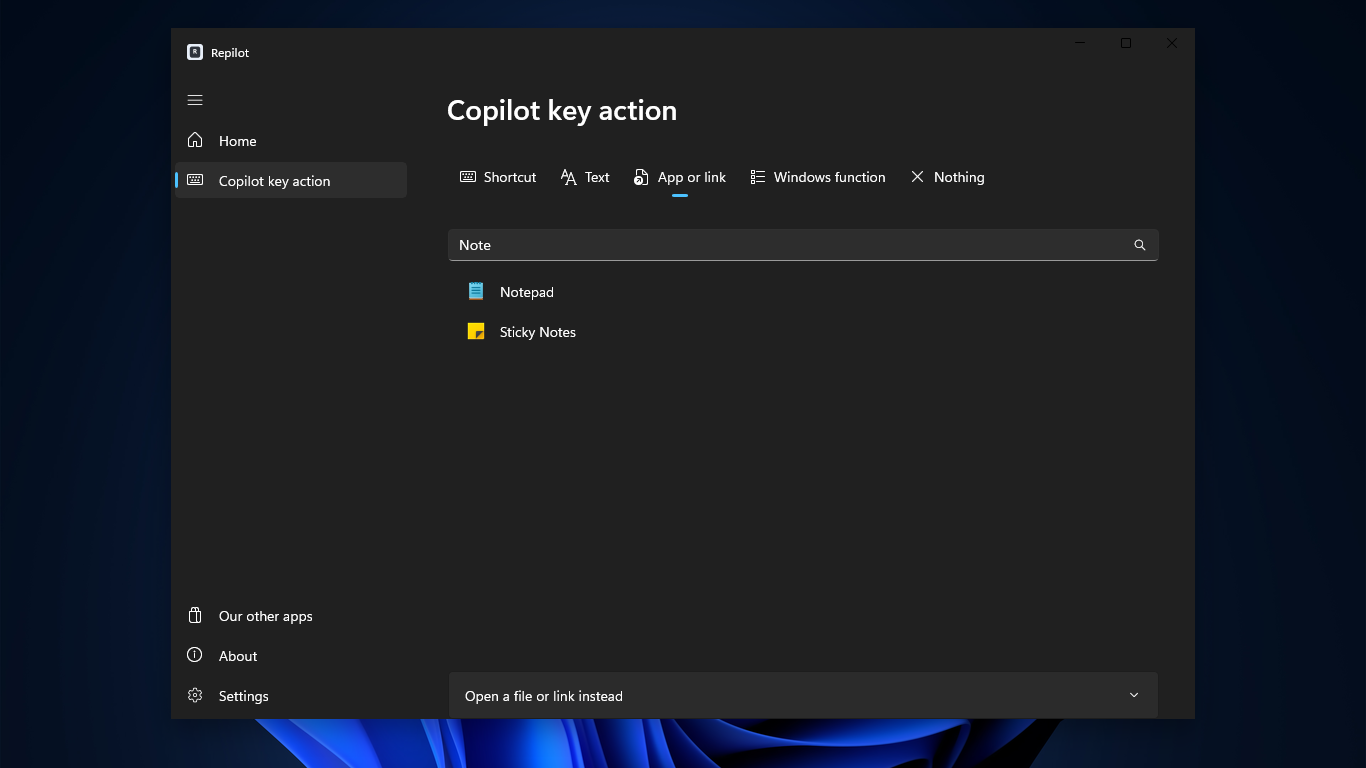 Repilot
Home
Copilot key action
Our other apps
About
Settings
Copilot key action
Shortcut Text App or link Windows function Nothing
Note
Notepad
Sticky Notes
Open a file or link instead